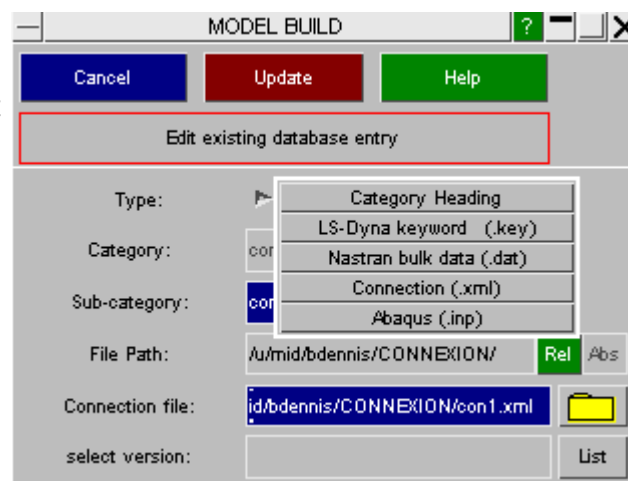 MODEL BUILD ?
Cancel Update Help
Edit existing database entry
Type:
Category Heading
LS-Dyna keyword (.key)
Nastran bulk data (.dat)
Connection (.xml)
Abaqus (.inp)
Category:
Sub-category:
File Path: /u/mid/bdennis/CONNEXION/ Rel Abs
Connection file: id/bdennis/CONNEXION/con1.xml
select version: List